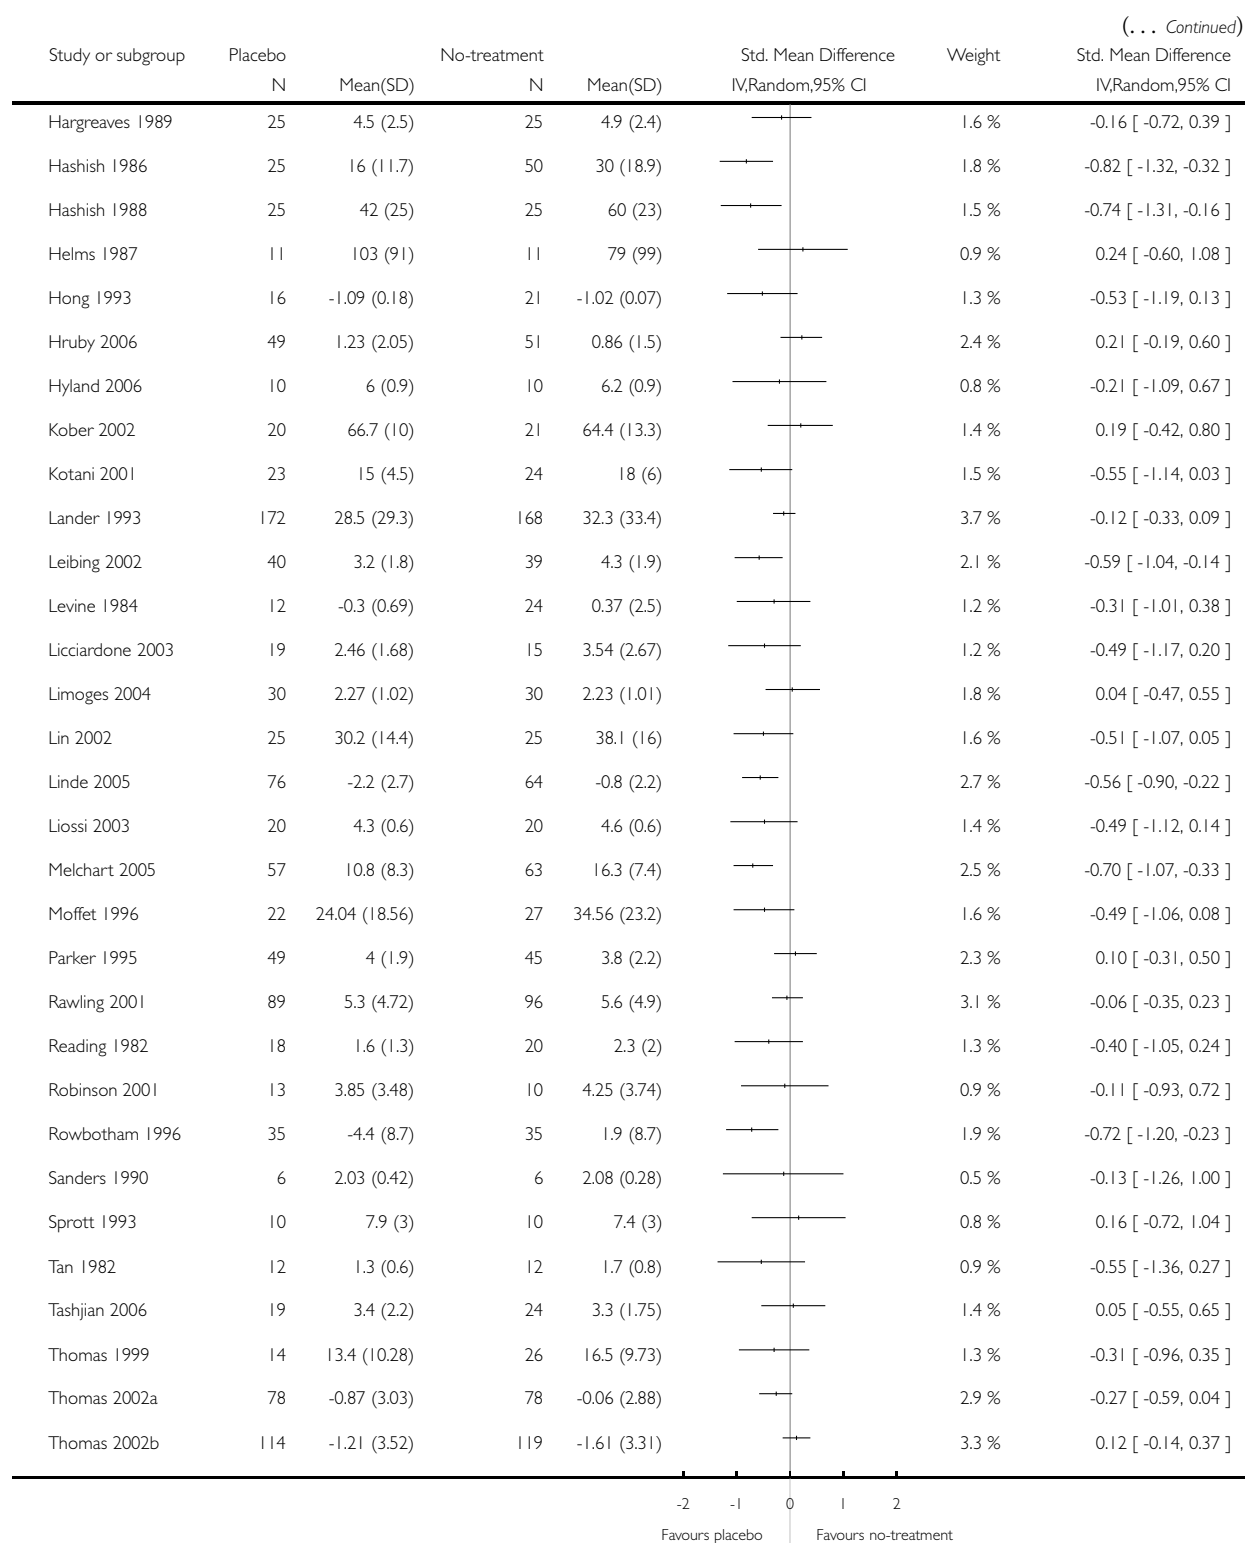 (... Continued)
Study or subgroup Placebo No-treatment Std. Mean Difference Weight Std. Mean Difference
N Mean(SD) N Mean(SD) IV,Random,95% CI IV,Random,95% CI
Hargreaves 1989 25 4.5 (2.5) 25 4.9 (2.4) 1.6 % -0.16 [ -0.72, 0.39 ]
Hashish 1986 25 16 (11.7) 50 30 (18.9) 1.8 % -0.82 [ -1.32, -0.32 ]
Hashish 1988 25 42 (25) 25 60 (23) 1.5 % -0.74 [ -1.31, -0.16 ]
Helms 1987 11 103 (91) 11 79 (99) 0.9 % 0.24 [ -0.60, 1.08 ]
Hong 1993 16 -1.09 (0.18) 21 -1.02 (0.07) 1.3 % -0.53 [ -1.19, 0.13 ]
Hruby 2006 49 1.23 (2.05) 51 0.86 (1.5) 2.4 % 0.21 [ -0.19, 0.60 ]
Hyland 2006 10 6 (0.9) 10 6.2 (0.9) 0.8 % -0.21 [ -1.09, 0.67 ]
Kober 2002 20 66.7 (10) 21 64.4 (13.3) 1.4 % 0.19 [ -0.42, 0.80 ]
Kotani 2001 23 15 (4.5) 24 18 (6) 1.5 % -0.55 [ -1.14, 0.03 ]
Lander 1993 172 28.5 (29.3) 168 32.3 (33.4) 3.7 % -0.12 [ -0.33, 0.09 ]
Leibing 2002 40 3.2 (1.8) 39 4.3 (1.9) 2.1 % -0.59 [ -1.04, -0.14 ]
Levine 1984 12 -0.3 (0.69) 24 0.37 (2.5) 1.2 % -0.31 [ -1.01, 0.38 ]
Licciardone 2003 19 2.46 (1.68) 15 3.54 (2.67) 1.2 % -0.49 [ -1.17, 0.20 ]
Limoges 2004 30 2.27 (1.02) 30 2.23 (1.01) 1.8 % 0.04 [ -0.47, 0.55 ]
Lin 2002 25 30.2 (14.4) 25 38.1 (16) 1.6 % -0.51 [ -1.07, 0.05 ]
Linde 2005 76 -2.2 (2.7) 64 -0.8 (2.2) 2.7 % -0.56 [ -0.90, -0.22 ]
Liossi 2003 20 4.3 (0.6) 20 4.6 (0.6) 1.4 % -0.49 [ -1.12, 0.14 ]
Melchart 2005 57 10.8 (8.3) 63 16.3 (7.4) 2.5 % -0.70 [ -1.07, -0.33 ]
Moffet 1996 22 24.04 (18.56) 27 34.56 (23.2) 1.6 % -0.49 [ -1.06, 0.08 ]
Parker 1995 49 4 (1.9) 45 3.8 (2.2) 2.3 % 0.10 [ -0.31, 0.50 ]
Rawling 2001 89 5.3 (4.72) 96 5.6 (4.9) 3.1 % -0.06 [ -0.35, 0.23 ]
Reading 1982 18 1.6 (1.3) 20 2.3 (2) 1.3 % -0.40 [ -1.05, 0.24 ]
Robinson 2001 13 3.85 (3.48) 10 4.25 (3.74) 0.9 % -0.11 [ -0.93, 0.72 ]
Rowbotham 1996 35 -4.4 (8.7) 35 1.9 (8.7) 1.9 % -0.72 [ -1.20, -0.23 ]
Sanders 1990 6 2.03 (0.42) 6 2.08 (0.28) 0.5 % -0.13 [ -1.26, 1.00 ]
Sprott 1993 10 7.9 (3) 10 7.4 (3) 0.8 % 0.16 [ -0.72, 1.04 ]
Tan 1982 12 1.3 (0.6) 12 1.7 (0.8) 0.9 % -0.55 [ -1.36, 0.27 ]
Tashjian 2006 19 3.4 (2.2) 24 3.3 (1.75) 1.4 % 0.05 [ -0.55, 0.65 ]
Thomas 1999 14 13.4 (10.28) 26 16.5 (9.73) 1.3 % -0.31 [ -0.96, 0.35 ]
Thomas 2002a 78 -0.87 (3.03) 78 -0.06 (2.88) 2.9 % -0.27 [ -0.59, 0.04 ]
Thomas 2002b 114 -1.21 (3.52) 119 -1.61 (3.31) 3.3 % 0.12 [ -0.14, 0.37 ]
-2 -1 0 1 2
Favours placebo Favours no-treatment